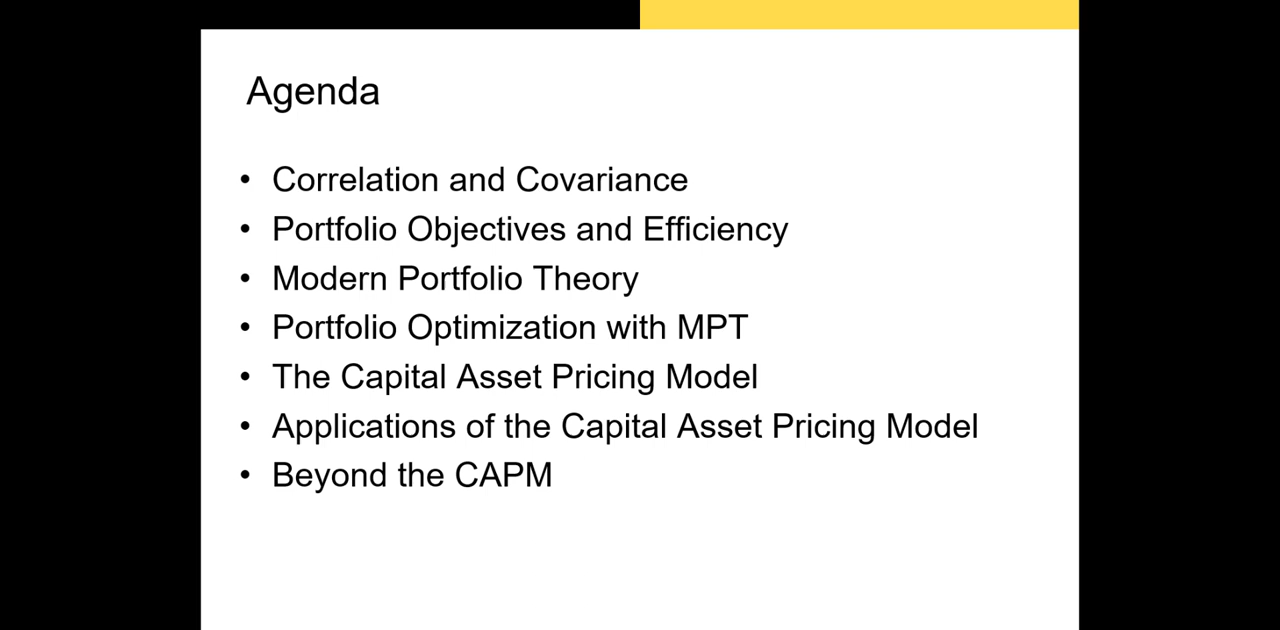 Agenda
• Correlation and Covariance
• Portfolio Objectives and Efficiency
• Modern Portfolio Theory
• Portfolio Optimization with MPT
• The Capital Asset Pricing Model
• Applications of the Capital Asset Pricing Model
• Beyond the CAPM